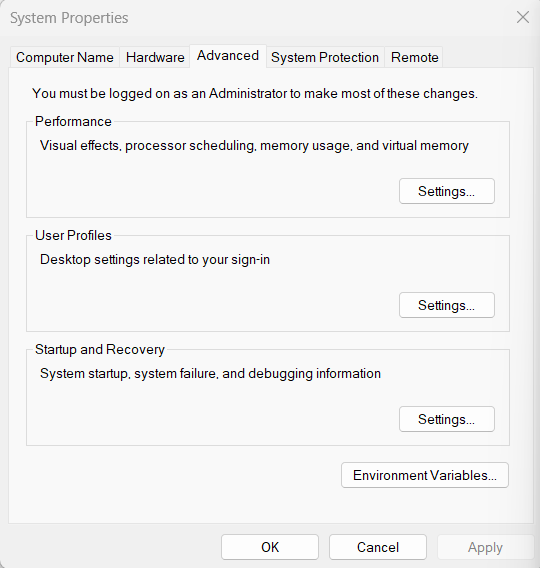 System Properties
Computer Name Hardware Advanced System Protection Remote
You must be logged on as an Administrator to make most of these changes.
Performance
Visual effects, processor scheduling, memory usage, and virtual memory
Settings...
User Profiles
Desktop settings related to your sign-in
Settings...
Startup and Recovery
System startup, system failure, and debugging information
Settings...
Environment Variables...
OK Cancel Apply